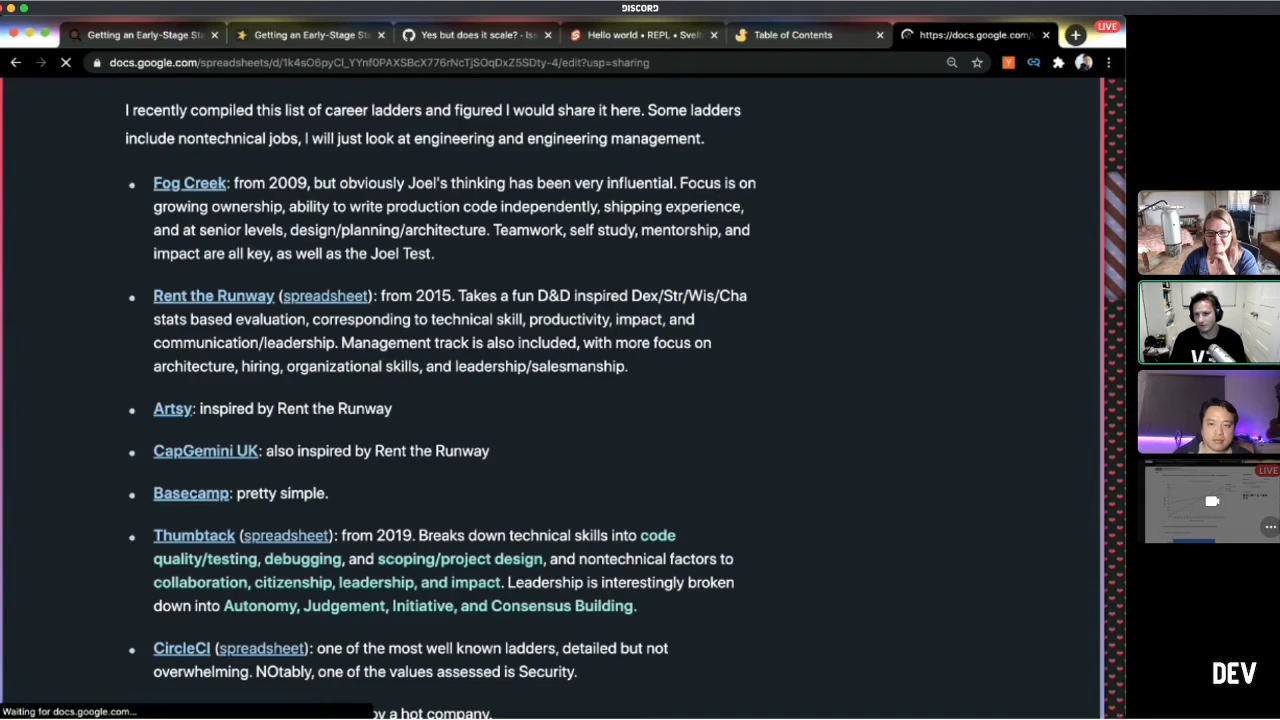 DISCORD
Getting an Early-Stage St
Getting an Early-Stage S
Yes but does it scale? · Iss
Hello world • REPL • Svelt
Table of Contents
https://docs.google.com/
LIVE
docs.google.com/spreadsheets/d/1k4sO6pyCl_YYnf0PAXSBcX776rNcTjSOqDxZ5SDty-4/edit?usp=sharing
I recently compiled this list of career ladders and figured I would share it here. Some ladders
include nontechnical jobs, I will just look at engineering and engineering management.
• Fog Creek: from 2009, but obviously Joel's thinking has been very influential. Focus is on
growing ownership, ability to write production code independently, shipping experience,
and at senior levels, design/planning/architecture. Teamwork, self study, mentorship, and
impact are all key, as well as the Joel Test.
• Rent the Runway (spreadsheet): from 2015. Takes a fun D&D inspired Dex/Str/Wis/Cha
stats based evaluation, corresponding to technical skill, productivity, impact, and
communication/leadership. Management track is also included, with more focus on
architecture, hiring, organizational skills, and leadership/salesmanship.
• Artsy: inspired by Rent the Runway
• CapGemini UK: also inspired by Rent the Runway
• Basecamp: pretty simple.
• Thumbtack (spreadsheet): from 2019. Breaks down technical skills into code
quality/testing, debugging, and scoping/project design, and nontechnical factors to
collaboration, citizenship, leadership, and impact. Leadership is interestingly broken
down into Autonomy, Judgement, Initiative, and Consensus Building.
• CircleCI (spreadsheet): one of the most well known ladders, detailed but not
overwhelming. NOtably, one of the values assessed is Security.
by a hot company.
Waiting for docs.google.com...
LIVE
DEV